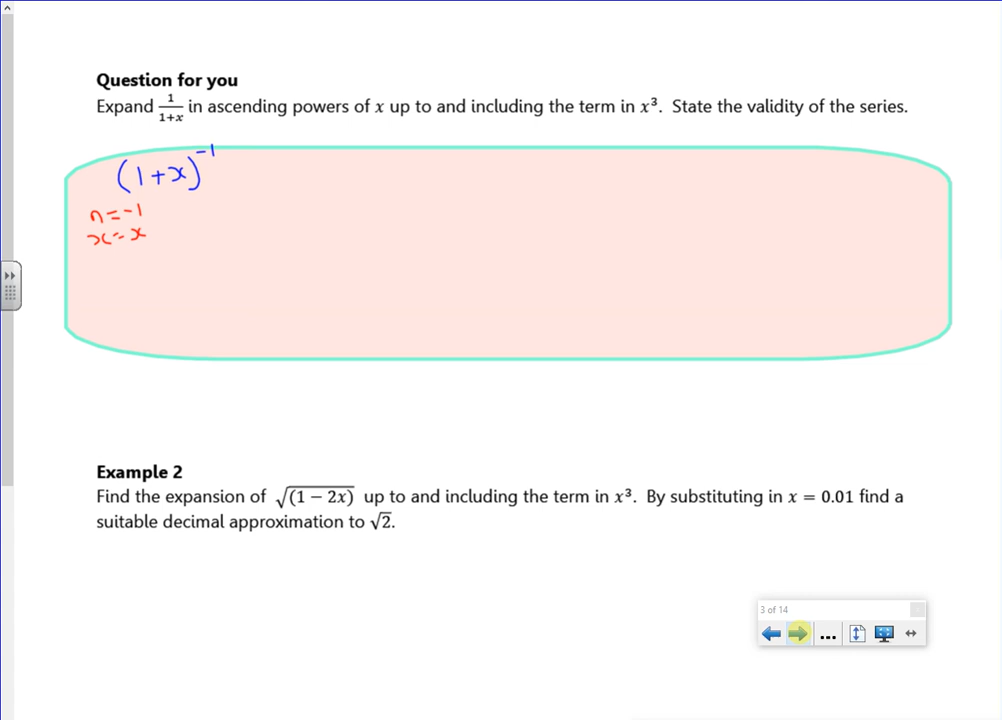 Question for you
Expand 1/(1+x) in ascending powers of x up to and including the term in x³. State the validity of the series.
(1+x)⁻¹
n=-1
x=x
Example 2
Find the expansion of √(1 − 2x) up to and including the term in x³. By substituting in x = 0.01 find a
suitable decimal approximation to √2.
3 of 14